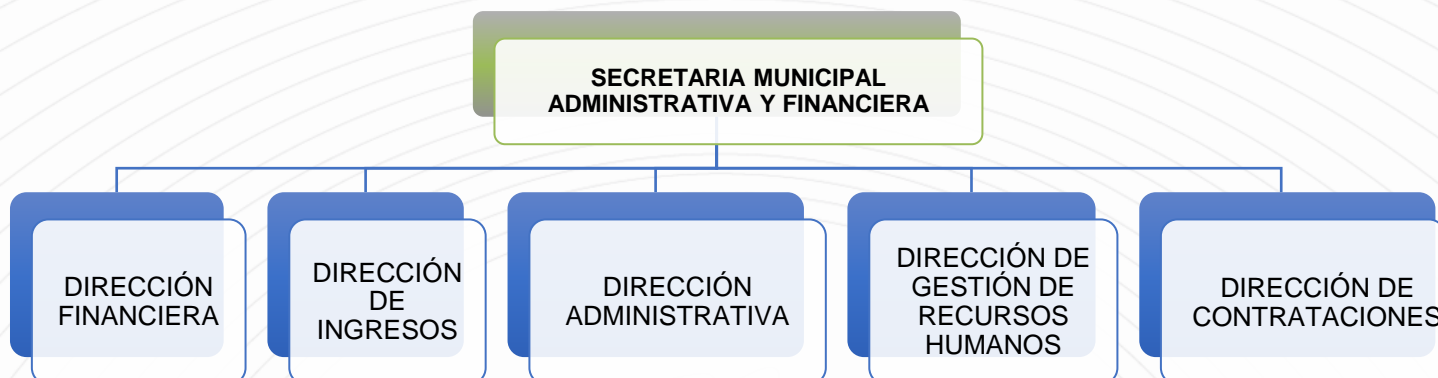 SECRETARIA MUNICIPAL
ADMINISTRATIVA Y FINANCIERA
DIRECCIÓN
FINANCIERA
DIRECCIÓN
DE
INGRESOS
DIRECCIÓN
ADMINISTRATIVA
DIRECCIÓN DE
GESTIÓN DE
RECURSOS
HUMANOS
DIRECCIÓN DE
CONTRATACIONES